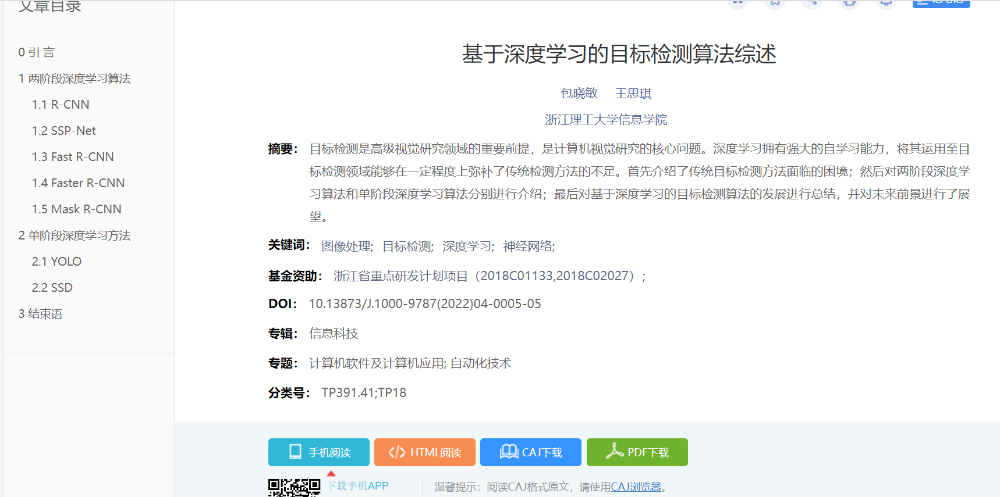 文章目录
0 引 言
1 两阶段深度学习算法
1.1 R-CNN
1.2 SSP-Net
1.3 Fast R-CNN
1.4 Faster R-CNN
1.5 Mask R-CNN
2 单阶段深度学习方法
2.1 YOLO
2.2 SSD
3 结束语
基于深度学习的目标检测算法综述
包晓敏 王思琪
浙江理工大学信息学院
摘要： 目标检测是高级视觉研究领域的重要前提，是计算机视觉研究的核心问题。深度学习拥有强大的自学习能力，将其运用至目
标检测领域能够在一定程度上弥补了传统检测方法的不足。首先介绍了传统目标检测方法面临的困境；然后对两阶段深度学
习算法和单阶段深度学习算法分别进行介绍；最后对基于深度学习的目标检测算法的发展进行总结，并对未来前景进行了展
望。
关键词： 图像处理; 目标检测; 深度学习; 神经网络;
基金资助： 浙江省重点研发计划项目（2018C01133,2018C02027）;
DOI： 10.13873/J.1000-9787(2022)04-0005-05
专辑： 信息科技
专题： 计算机软件及计算机应用; 自动化技术
分类号： TP391.41;TP18
手机阅读
HTML阅读
CAJ下载
PDF下载
下载手机APP
温馨提示：阅读CAJ格式原文，请使用CAJ浏览器。